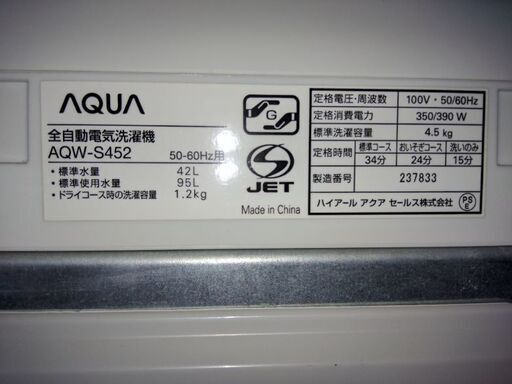 AQUA
全自動電気洗濯機
AQW-S452 50-60Hz用
・標準水量 42L
・標準使用水量 95L
・ドライコース時の洗濯容量 1.2kg
G
S
JET
Made in China
定格電圧・周波数 100V・50/60Hz
定格消費電力 350/390 W
標準洗濯容量 4.5 kg
定格時間 標準コース おいそぎコース 洗いのみ
34分 24分 15分
製造番号 237833
ハイアール アクア セールス株式会社 PS E